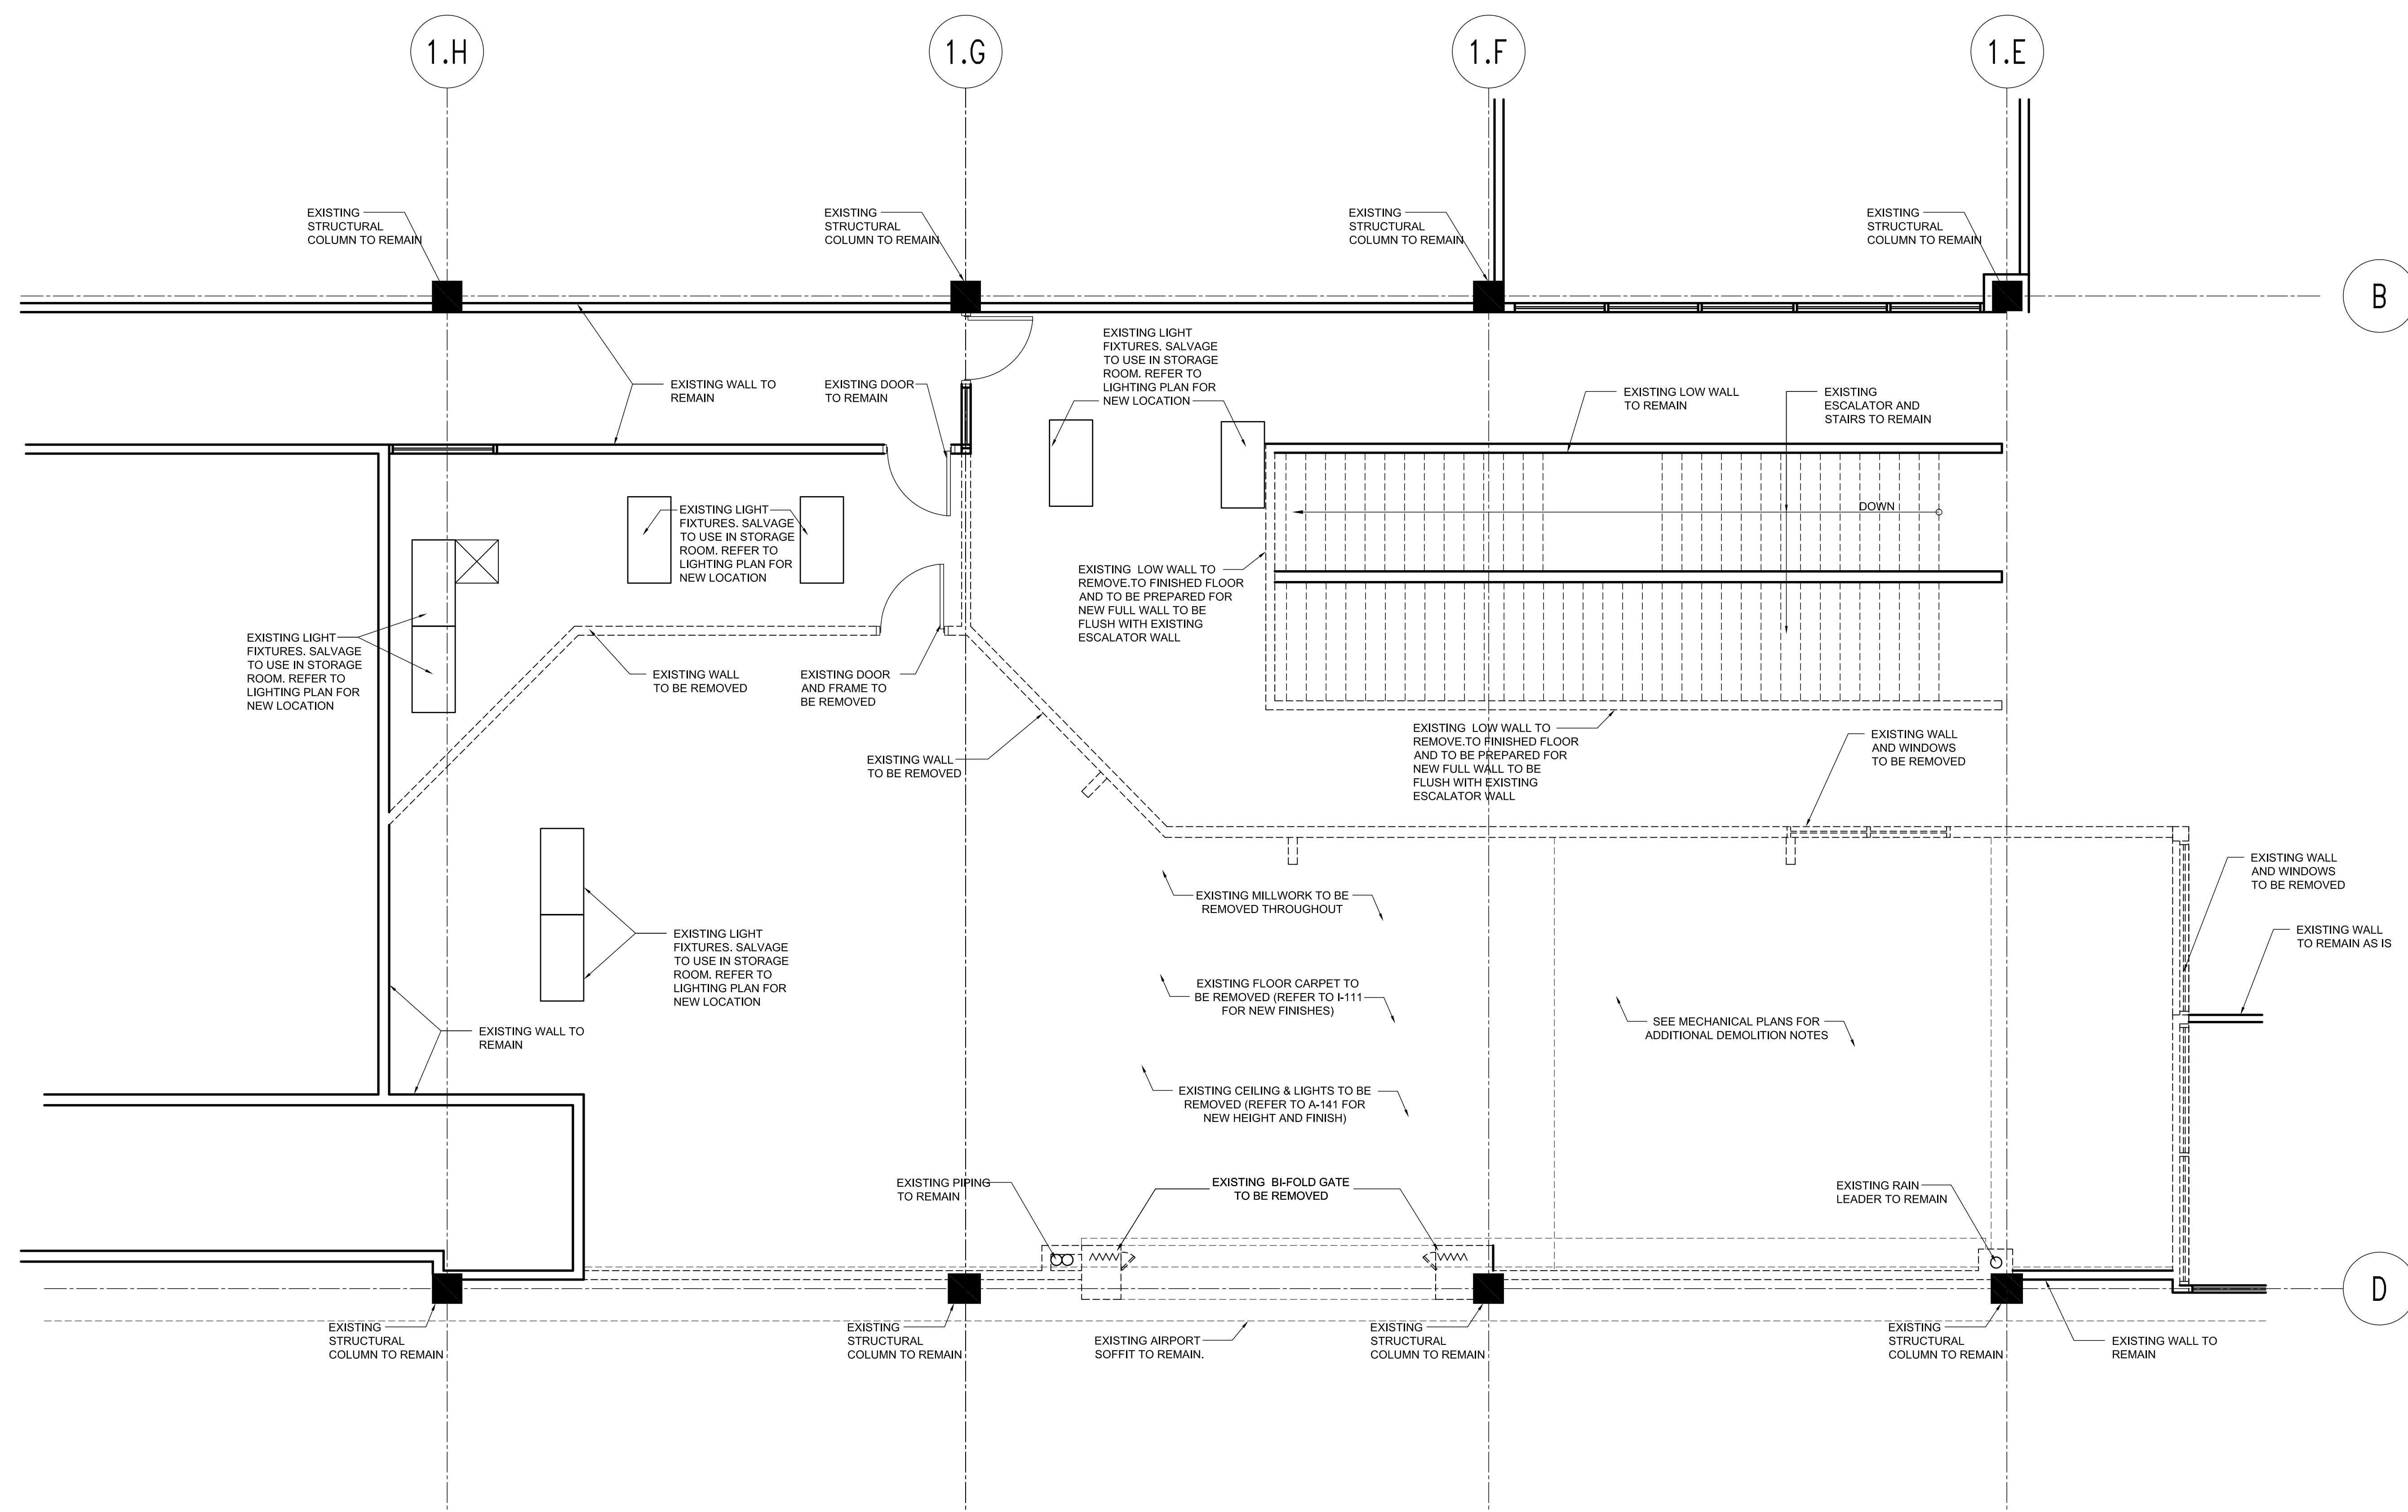 1.H
1.G
1.F
1.E
EXISTING
STRUCTURAL
COLUMN TO REMAIN
EXISTING
STRUCTURAL
COLUMN TO REMAIN
EXISTING
STRUCTURAL
COLUMN TO REMAIN
EXISTING
STRUCTURAL
COLUMN TO REMAIN
B
EXISTING LIGHT
FIXTURES. SALVAGE
TO USE IN STORAGE
ROOM. REFER TO
LIGHTING PLAN FOR
NEW LOCATION
EXISTING WALL TO
REMAIN
EXISTING DOOR
TO REMAIN
EXISTING LOW WALL
TO REMAIN
EXISTING
ESCALATOR AND
STAIRS TO REMAIN
EXISTING LIGHT
FIXTURES. SALVAGE
TO USE IN STORAGE
ROOM. REFER TO
LIGHTING PLAN FOR
NEW LOCATION
DOWN
EXISTING  LOW WALL TO
REMOVE.TO FINISHED FLOOR
AND TO BE PREPARED FOR
NEW FULL WALL TO BE
FLUSH WITH EXISTING
ESCALATOR WALL
EXISTING LIGHT
FIXTURES. SALVAGE
TO USE IN STORAGE
ROOM. REFER TO
LIGHTING PLAN FOR
NEW LOCATION
EXISTING WALL
TO BE REMOVED
EXISTING DOOR
AND FRAME TO
BE REMOVED
EXISTING  LOW WALL TO
REMOVE.TO FINISHED FLOOR
AND TO BE PREPARED FOR
NEW FULL WALL TO BE
FLUSH WITH EXISTING
ESCALATOR WALL
EXISTING WALL
AND WINDOWS
TO BE REMOVED
EXISTING WALL
TO BE REMOVED
EXISTING WALL
AND WINDOWS
TO BE REMOVED
EXISTING MILLWORK TO BE
REMOVED THROUGHOUT
EXISTING WALL
TO REMAIN AS IS
EXISTING LIGHT
FIXTURES. SALVAGE
TO USE IN STORAGE
ROOM. REFER TO
LIGHTING PLAN FOR
NEW LOCATION
EXISTING FLOOR CARPET TO
BE REMOVED (REFER TO I-111
FOR NEW FINISHES)
SEE MECHANICAL PLANS FOR
ADDITIONAL DEMOLITION NOTES
EXISTING WALL TO
REMAIN
EXISTING CEILING & LIGHTS TO BE
REMOVED (REFER TO A-141 FOR
NEW HEIGHT AND FINISH)
EXISTING PIPING
TO REMAIN
EXISTING  BI-FOLD GATE
TO BE REMOVED
EXISTING RAIN
LEADER TO REMAIN
D
EXISTING
STRUCTURAL
COLUMN TO REMAIN
EXISTING
STRUCTURAL
COLUMN TO REMAIN
EXISTING AIRPORT
SOFFIT TO REMAIN.
EXISTING
STRUCTURAL
COLUMN TO REMAIN
EXISTING
STRUCTURAL
COLUMN TO REMAIN
EXISTING WALL TO
REMAIN